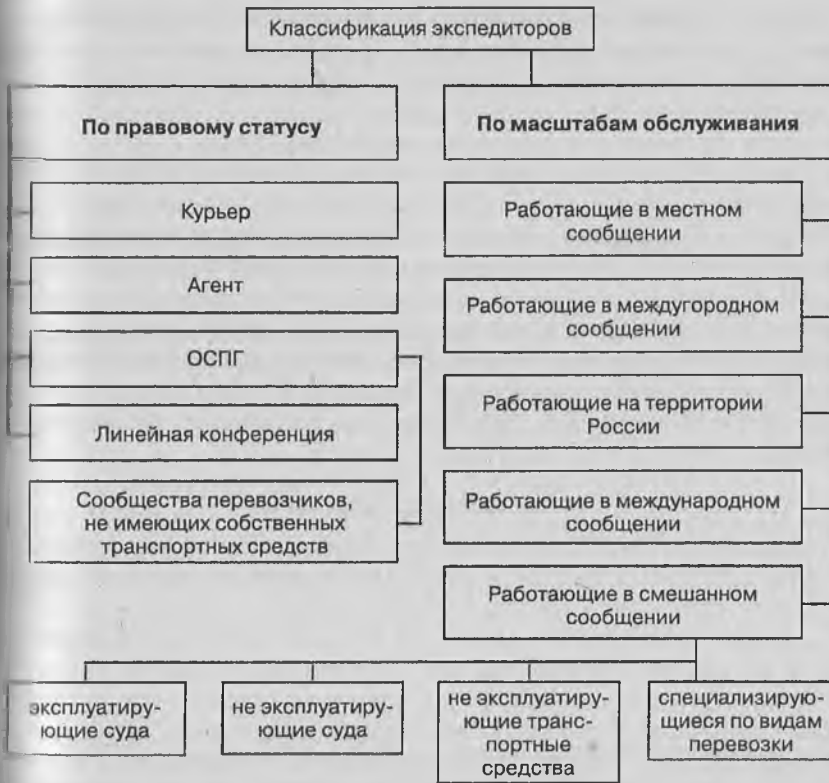 Классификация экспедиторов
По правовому статусу
Курьер
Агент
ОСПГ
Линейная конференция
Сообщества перевозчиков,
не имеющих собственных
транспортных средств
По масштабам обслуживания
Работающие в местном
сообщении
Работающие в междугородном
сообщении
Работающие на территории
России
Работающие в международном
сообщении
Работающие в смешанном
сообщении
эксплуатиру-
ющие суда
не эксплуатиру-
ющие суда
не эксплуатиру-
ющие транс-
портные
средства
специализиру-
ющиеся по видам
перевозки